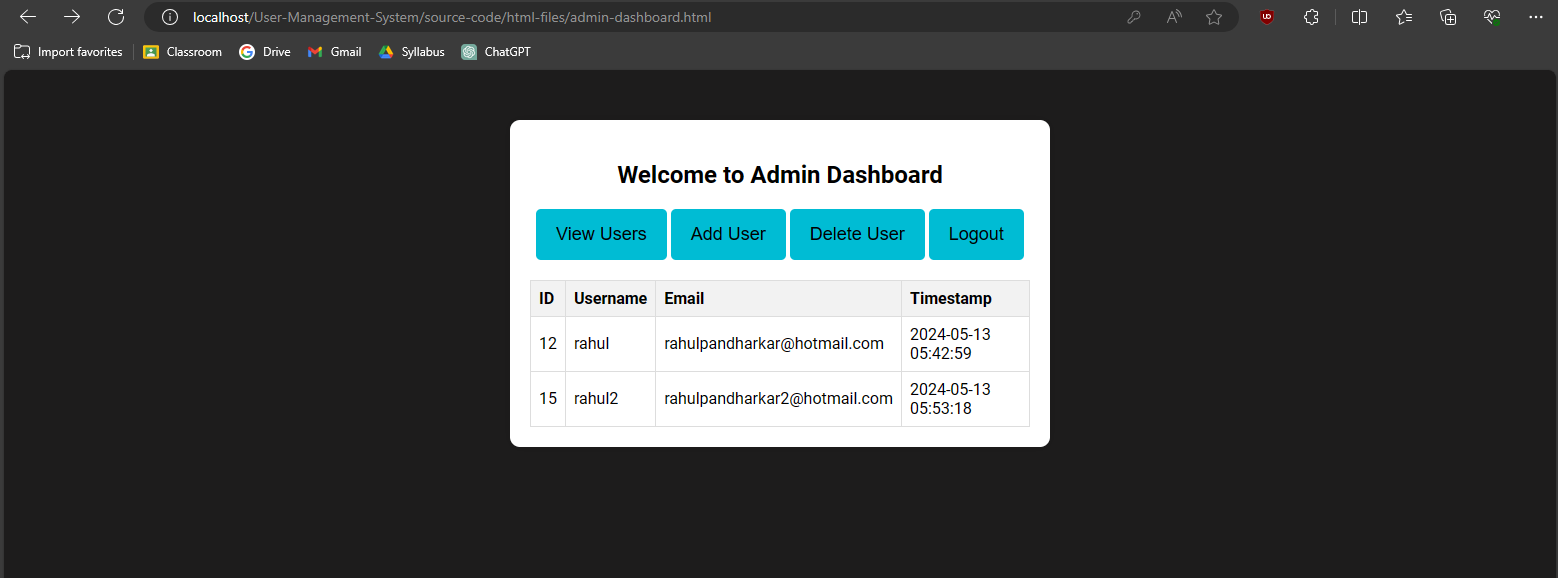 localhost/User-Management-System/source-code/html-files/admin-dashboard.html
Import favorites Classroom Drive Gmail Syllabus ChatGPT
Welcome to Admin Dashboard
View Users Add User Delete User Logout
ID Username Email Timestamp
12 rahul rahulpandharkar@hotmail.com 2024-05-13
05:42:59
15 rahul2 rahulpandharkar2@hotmail.com 2024-05-13
05:53:18